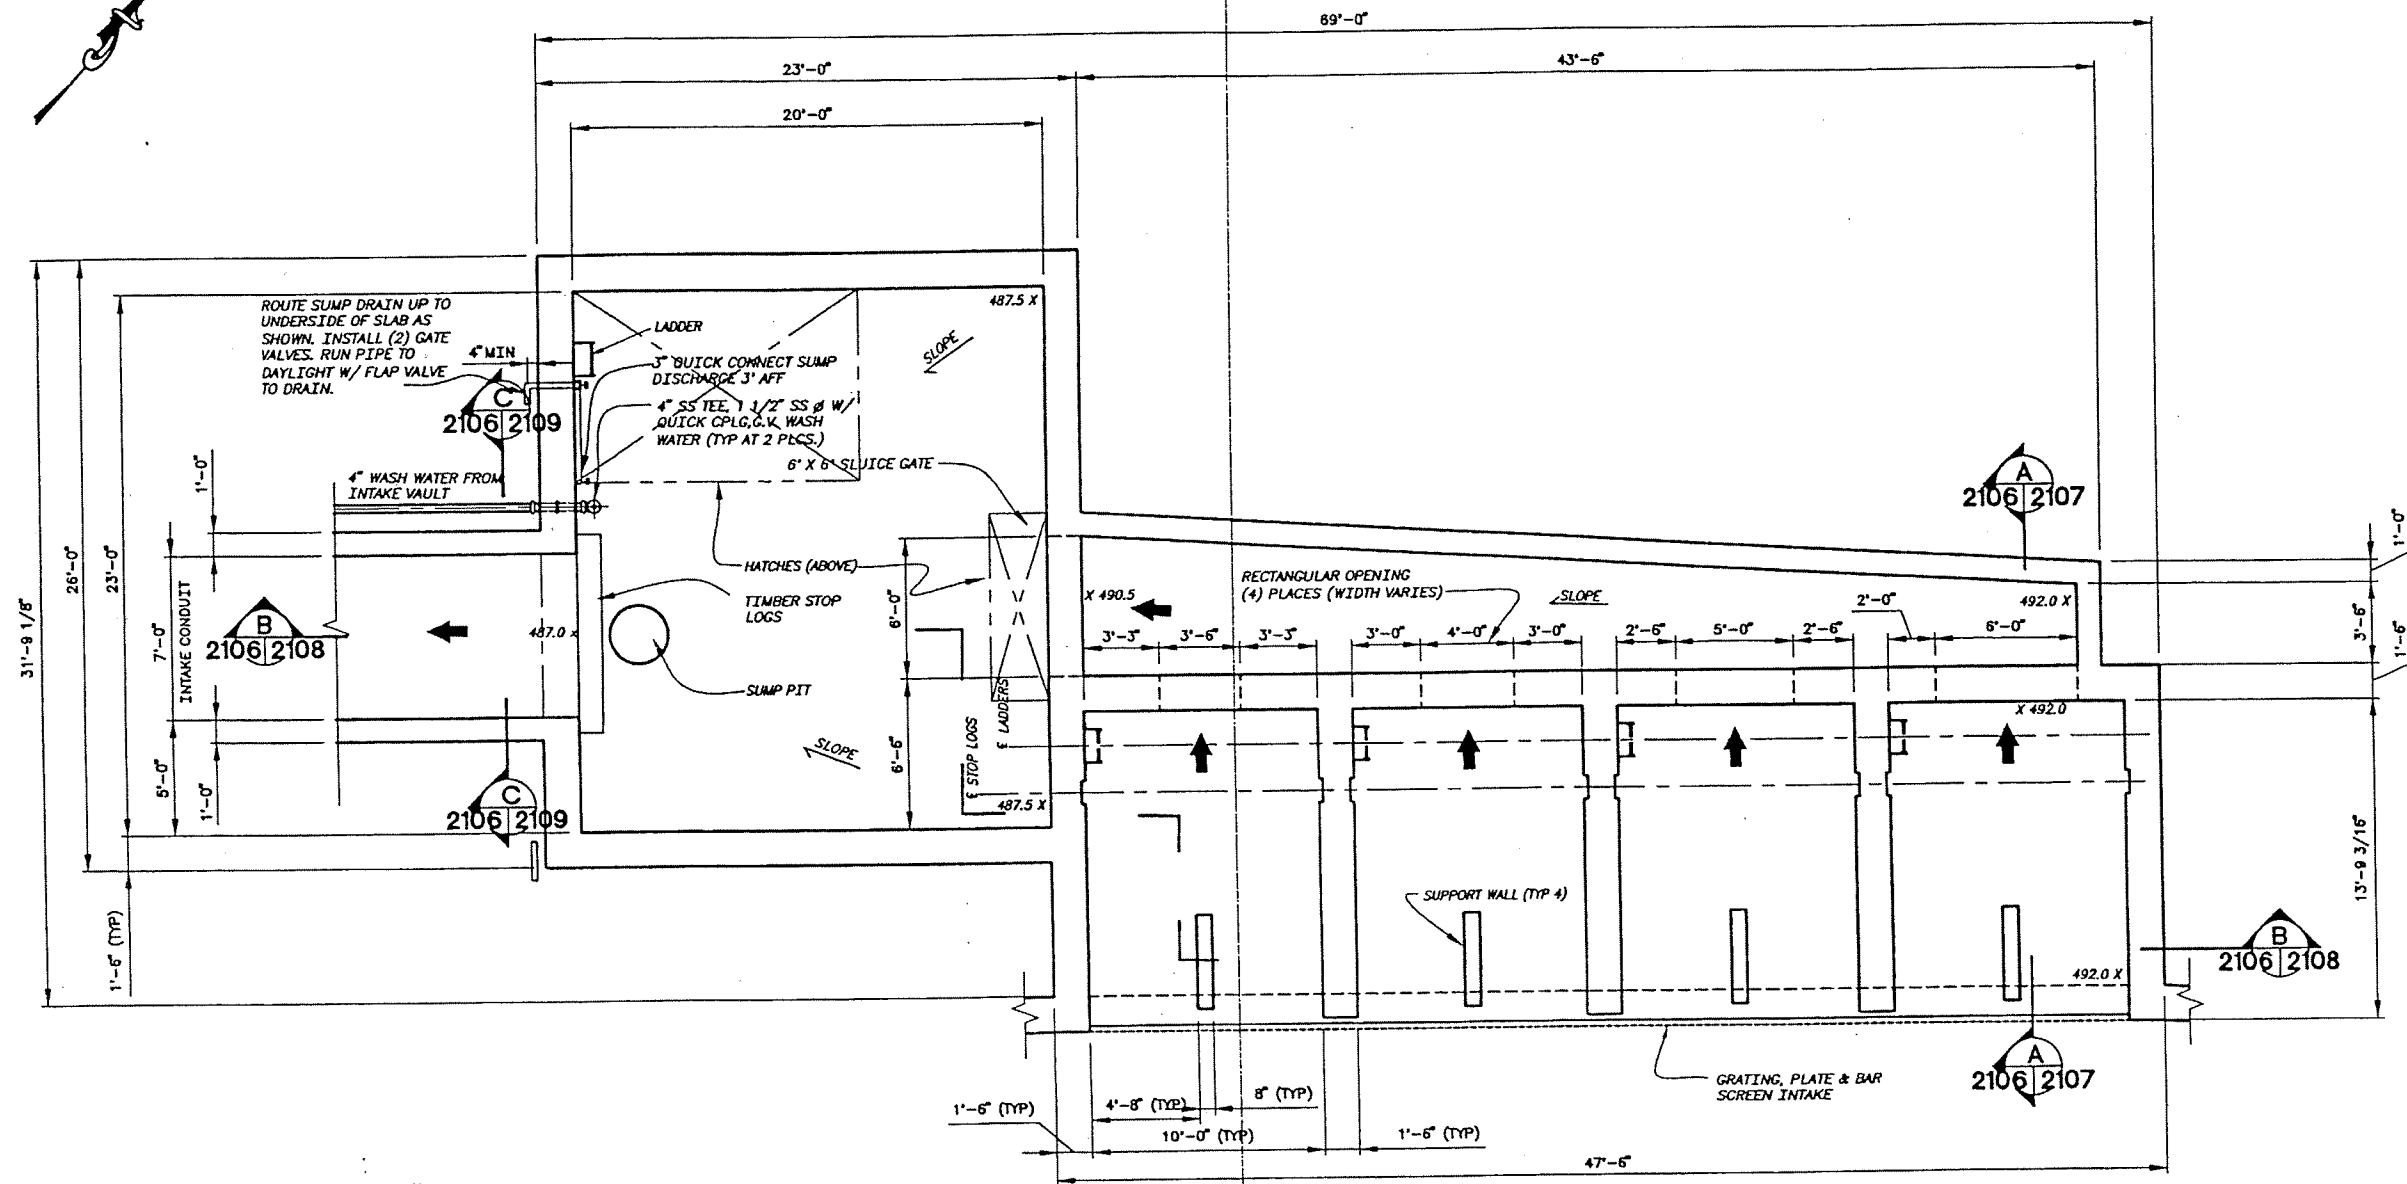 69'-0"
23'-0"
43'-6"
20'-0"
ROUTE SUMP DRAIN UP TO
UNDERSIDE OF SLAB AS
SHOWN. INSTALL (2) GATE
VALVES. RUN PIPE TO
DAYLIGHT W/ FLAP VALVE
TO DRAIN.
4" MIN
C
2106 2109
LADDER
3" QUICK CONNECT SUMP
DISCHARGE 3' AFF
4" SS TEE, 1 1/2" SS ø W/
QUICK CPLG, G.V. WASH
WATER (TYP AT 2 PLCS.)
487.5 X
SLOPE
6' X 6' SLUICE GATE
4" WASH WATER FROM
INTAKE VAULT
1'-0"
31'-9 1/8"
26'-0"
23'-0"
7'-0"
INTAKE CONDUIT
B
2106 2108
487.0 X
HATCHES (ABOVE)
TIMBER STOP
LOGS
SUMP PIT
SLOPE
6'-0"
6'-6"
℄ STOP LOGS
℄ LADDERS
487.5 X
5'-0"
1'-0"
1'-6" (TYP)
C
2106 2109
A
2106 2107
X 490.5
RECTANGULAR OPENING
(4) PLACES (WIDTH VARIES)
SLOPE
492.0 X
2'-0"
3'-3"
3'-6"
3'-3"
3'-0"
4'-0"
3'-0"
2'-6"
5'-0"
2'-6"
6'-0"
1'-0"
3'-6"
1'-6"
X 492.0
13'-9 3/16"
SUPPORT WALL (TYP 4)
492.0 X
B
2106 2108
A
2106 2107
GRATING, PLATE & BAR
SCREEN INTAKE
1'-6" (TYP)
4'-8" (TYP)
8" (TYP)
10'-0" (TYP)
1'-6" (TYP)
47'-6"